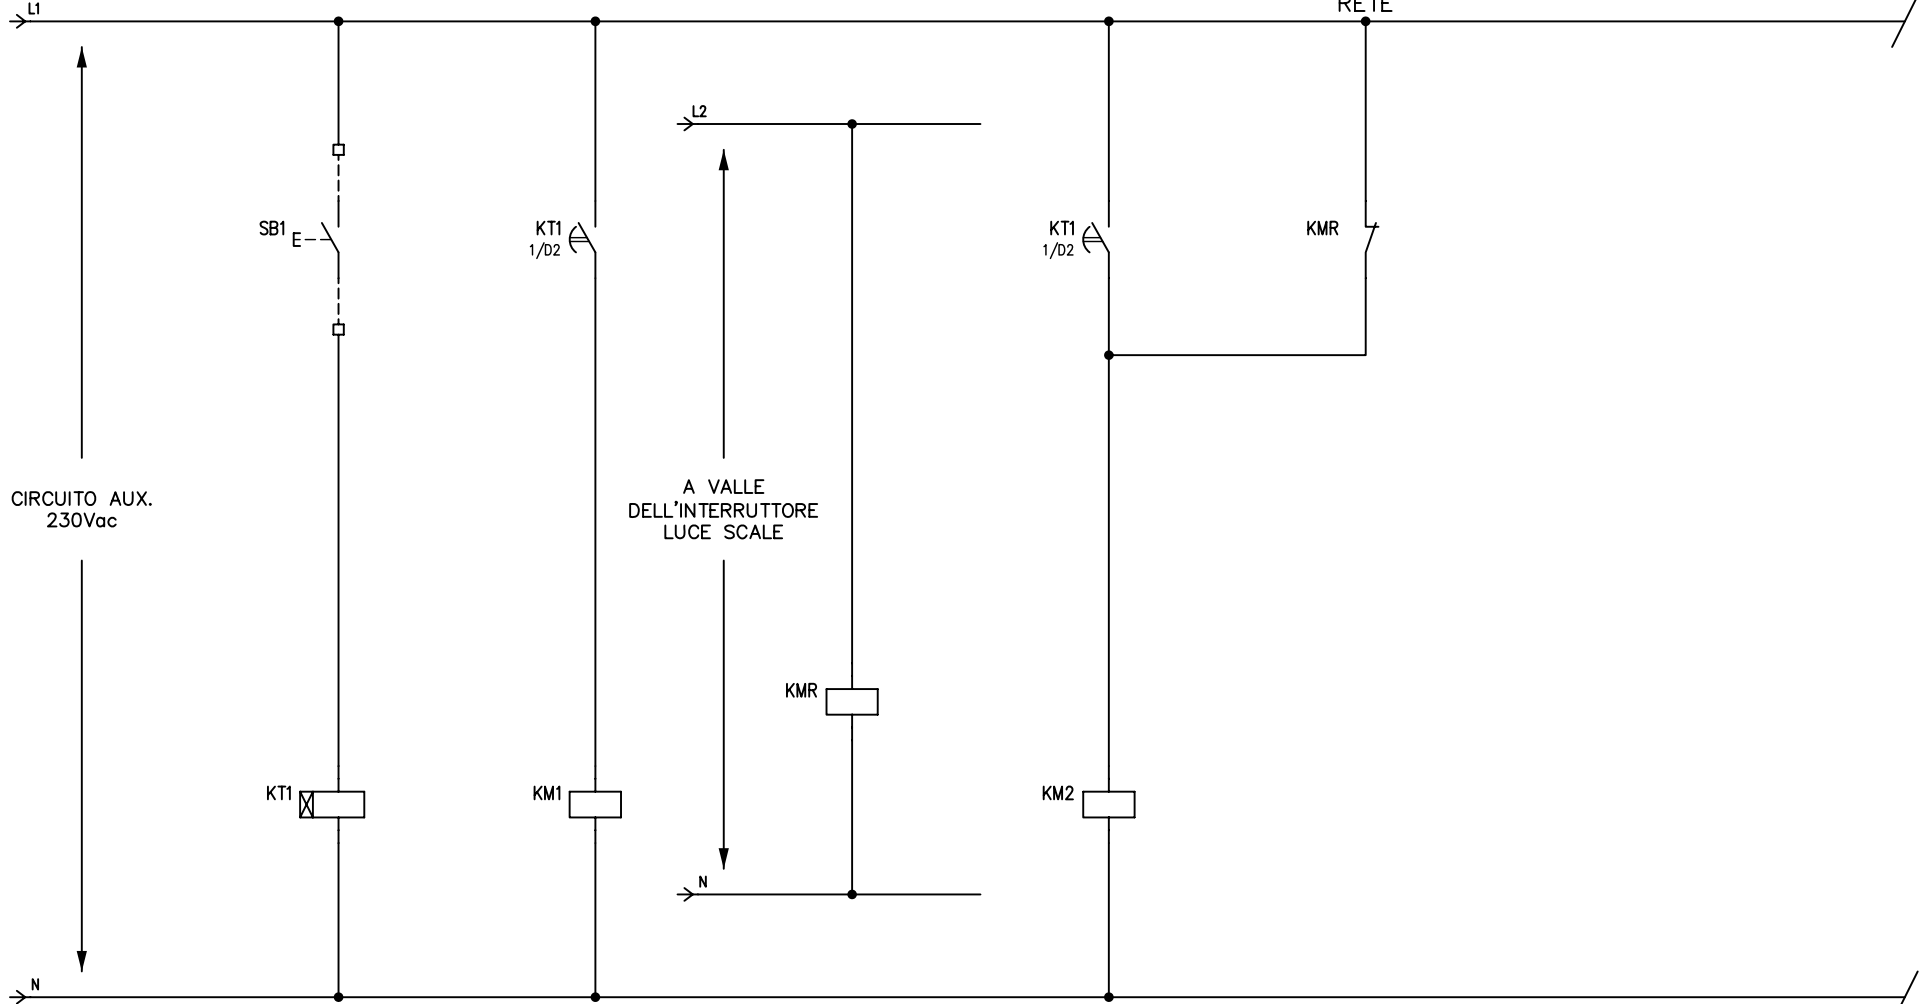 L1
RETE
L2
SB1
E
KT1
1/D2
KT1
1/D2
KMR
CIRCUITO AUX.
230Vac
A VALLE
DELL'INTERRUTTORE
LUCE SCALE
KMR
KT1
KM1
KM2
N
N